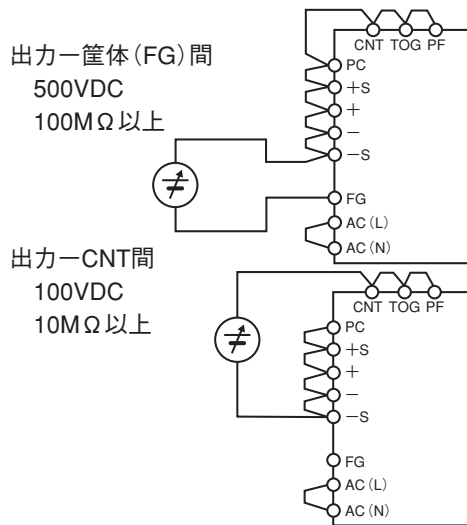 出力ー筐体(FG)間
500VDC
100MΩ以上
CNT TOG PF
PC
+S
+
−
−S
FG
AC(L)
AC(N)
出力ーCNT間
100VDC
10MΩ以上
CNT TOG PF
PC
+S
+
−
−S
FG
AC(L)
AC(N)